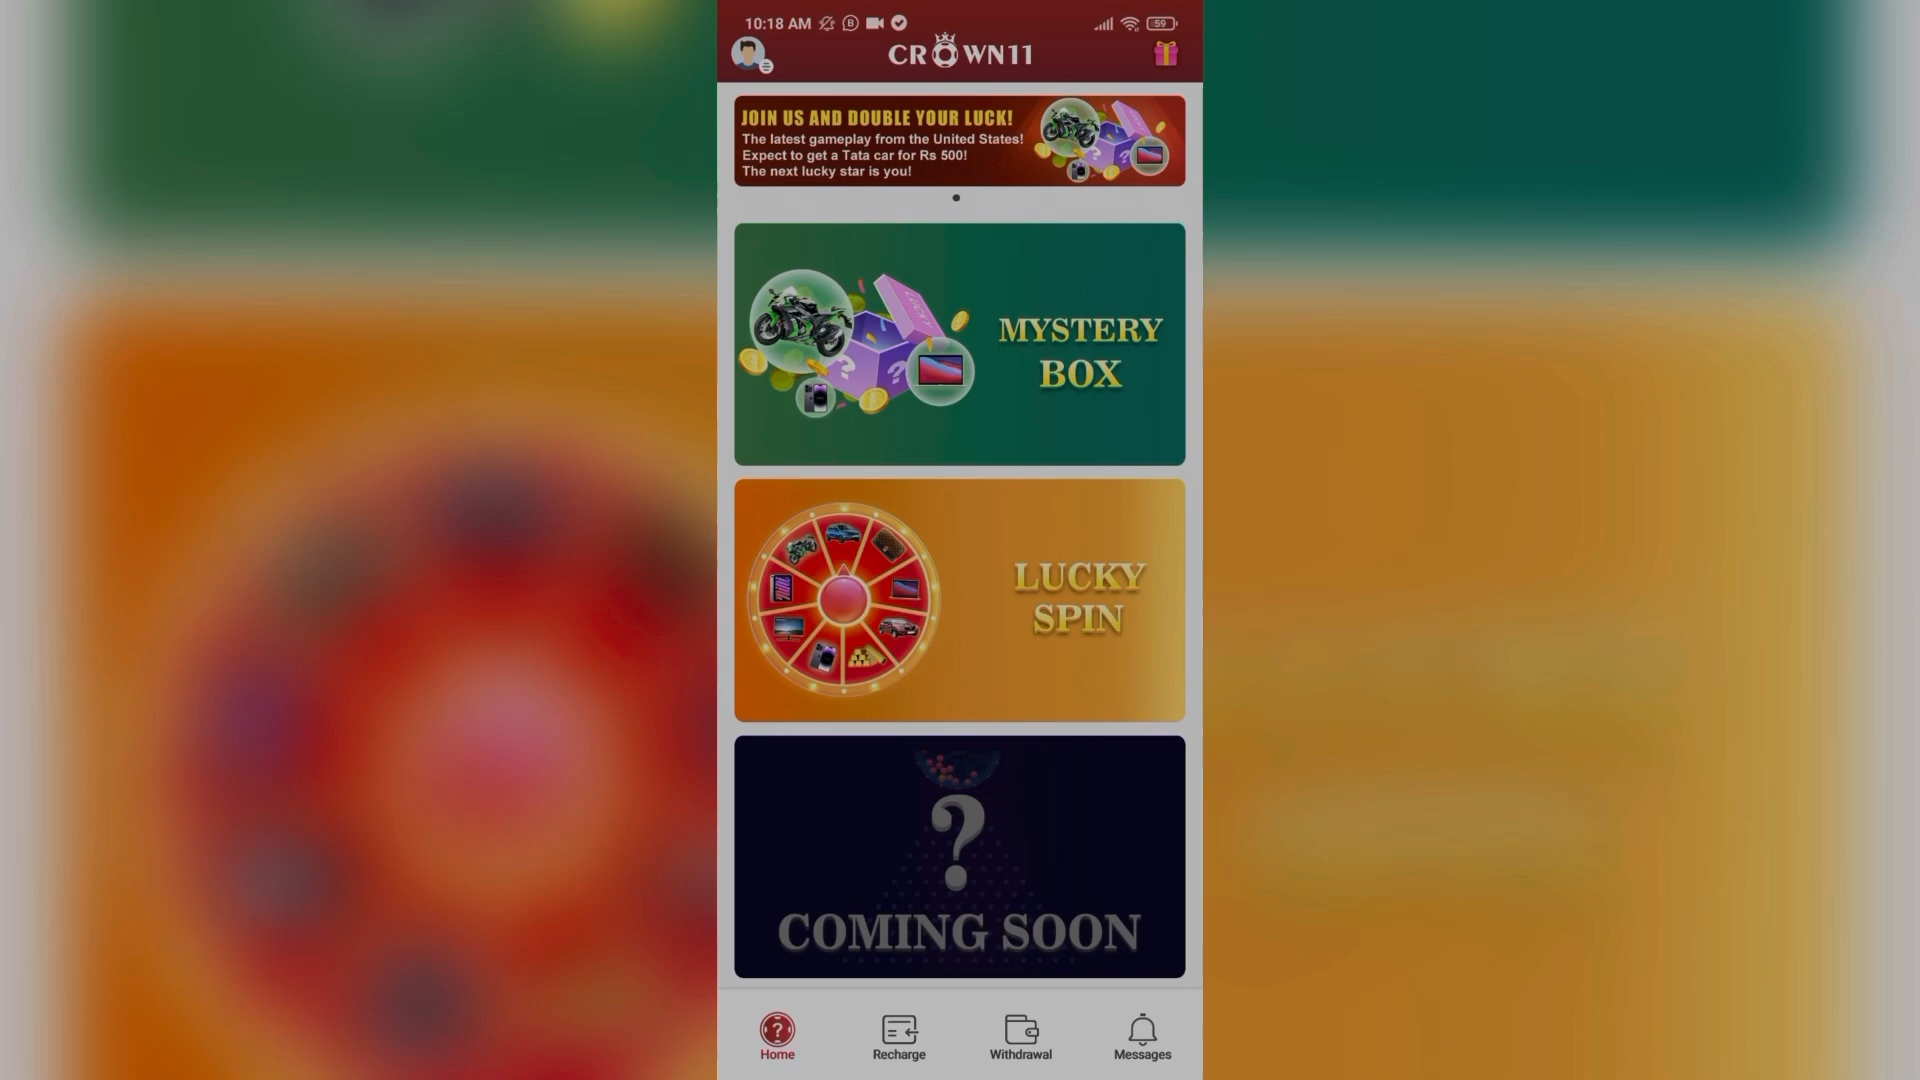 10:18 AM
59
CROWN11
JOIN US AND DOUBLE YOUR LUCK!
The latest gameplay from the United States!
Expect to get a Tata car for Rs 500!
The next lucky star is you!
LUCKY
MYSTERY
BOX
LUCKY
SPIN
?
COMING SOON
Home
Recharge
Withdrawal
Messages